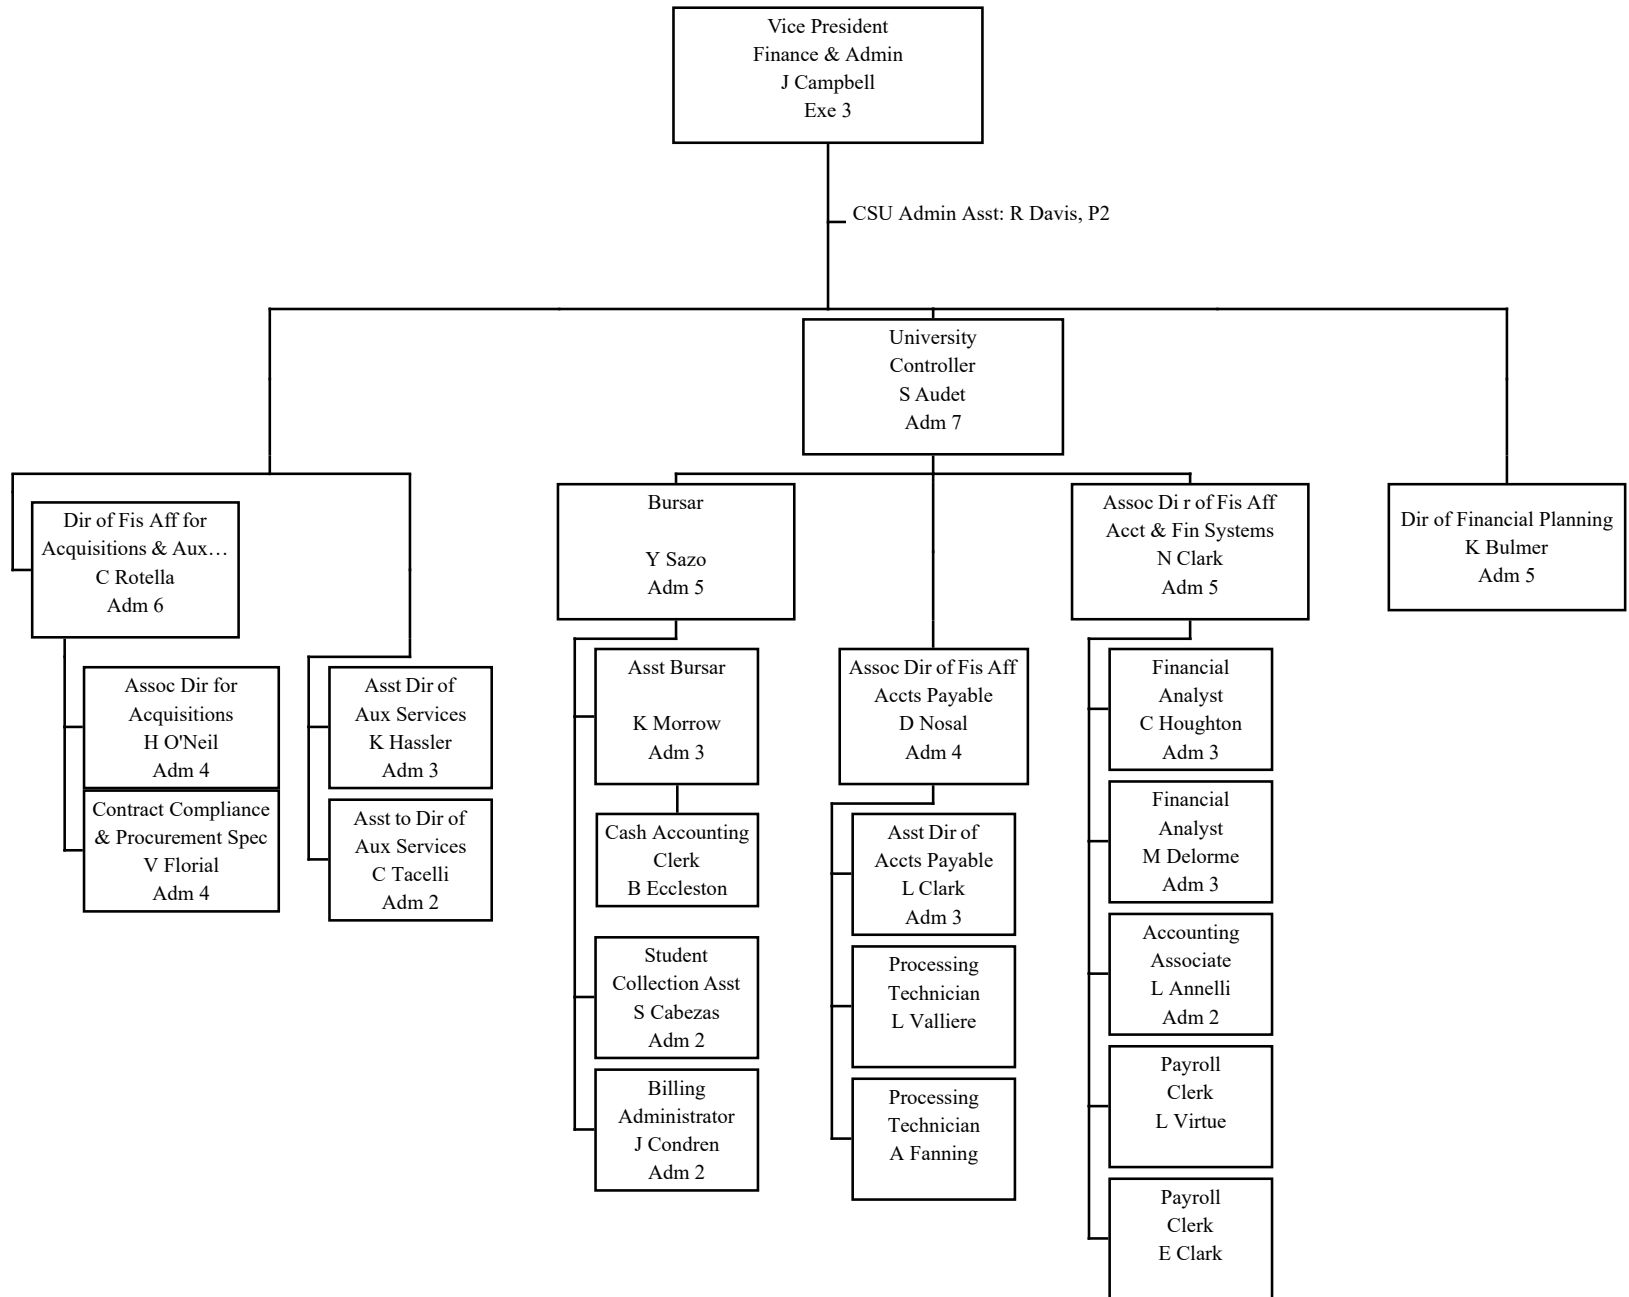 Vice President
Finance & Admin
J Campbell
Exe 3
CSU Admin Asst: R Davis, P2
University
Controller
S Audet
Adm 7
Dir of Fis Aff for
Acquisitions & Aux…
C Rotella
Adm 6
Assoc Dir for
Acquisitions
H O'Neil
Adm 4
Contract Compliance
& Procurement Spec
V Florial
Adm 4
Asst Dir of
Aux Services
K Hassler
Adm 3
Asst to Dir of
Aux Services
C Tacelli
Adm 2
Bursar
Y Sazo
Adm 5
Asst Bursar
K Morrow
Adm 3
Cash Accounting
Clerk
B Eccleston
Student
Collection Asst
S Cabezas
Adm 2
Billing
Administrator
J Condren
Adm 2
Assoc Dir of Fis Aff
Accts Payable
D Nosal
Adm 4
Asst Dir of
Accts Payable
L Clark
Adm 3
Processing
Technician
L Valliere
Processing
Technician
A Fanning
Assoc Di r of Fis Aff
Acct & Fin Systems
N Clark
Adm 5
Financial
Analyst
C Houghton
Adm 3
Financial
Analyst
M Delorme
Adm 3
Accounting
Associate
L Annelli
Adm 2
Payroll
Clerk
L Virtue
Payroll
Clerk
E Clark
Dir of Financial Planning
K Bulmer
Adm 5